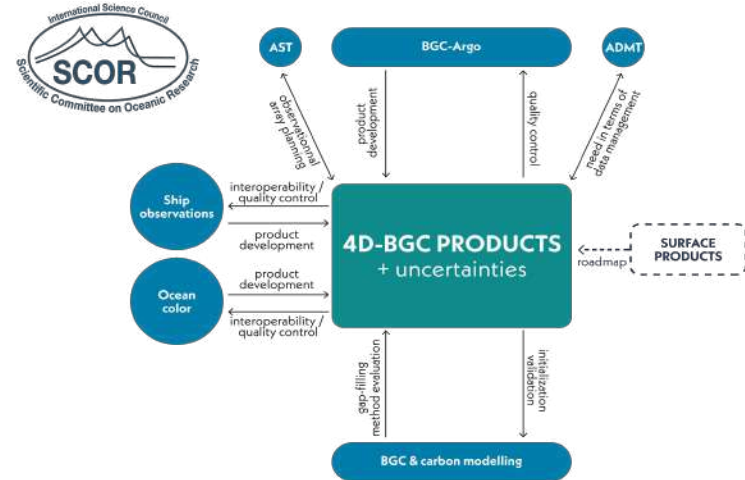 International Science Council
SCOR
Scientific Committee on Oceanic Research
AST
BGC-Argo
ADMT
observationnal
array planning
product
development
quality control
need in terms of
data management
Ship
observations
interoperability /
quality control
product
development
4D-BGC PRODUCTS
+ uncertainties
roadmap
SURFACE
PRODUCTS
Ocean
color
product
development
interoperability /
quality control
gap-filling
method evaluation
initialization
validation
BGC & carbon modelling